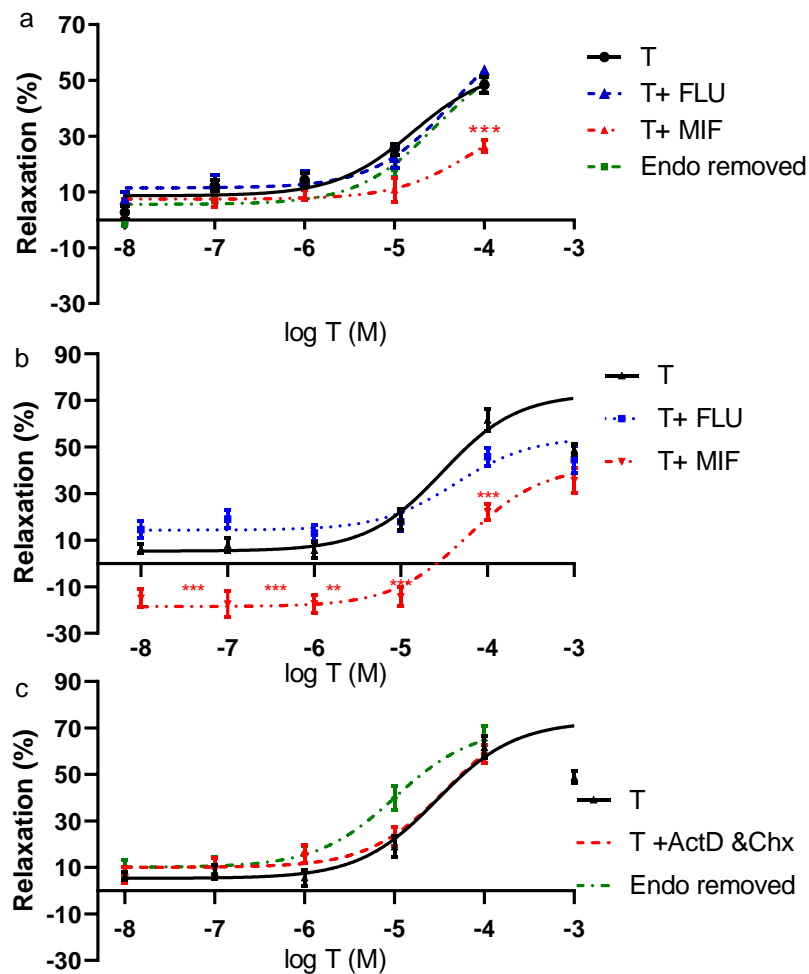 a
70
50
30
10
-10
-30
Relaxation (%)
-8 -7 -6 -5 -4 -3
log T (M)
***
T
T+ FLU
T+ MIF
Endo removed
b
90
70
50
30
10
-10
-30
Relaxation (%)
*** *** ** *** ***
-8 -7 -6 -5 -4 -3
log T (M)
T
T+ FLU
T+ MIF
c
90
70
50
30
10
-10
-30
Relaxation (%)
-8 -7 -6 -5 -4 -3
log T (M)
T
T +ActD &Chx
Endo removed